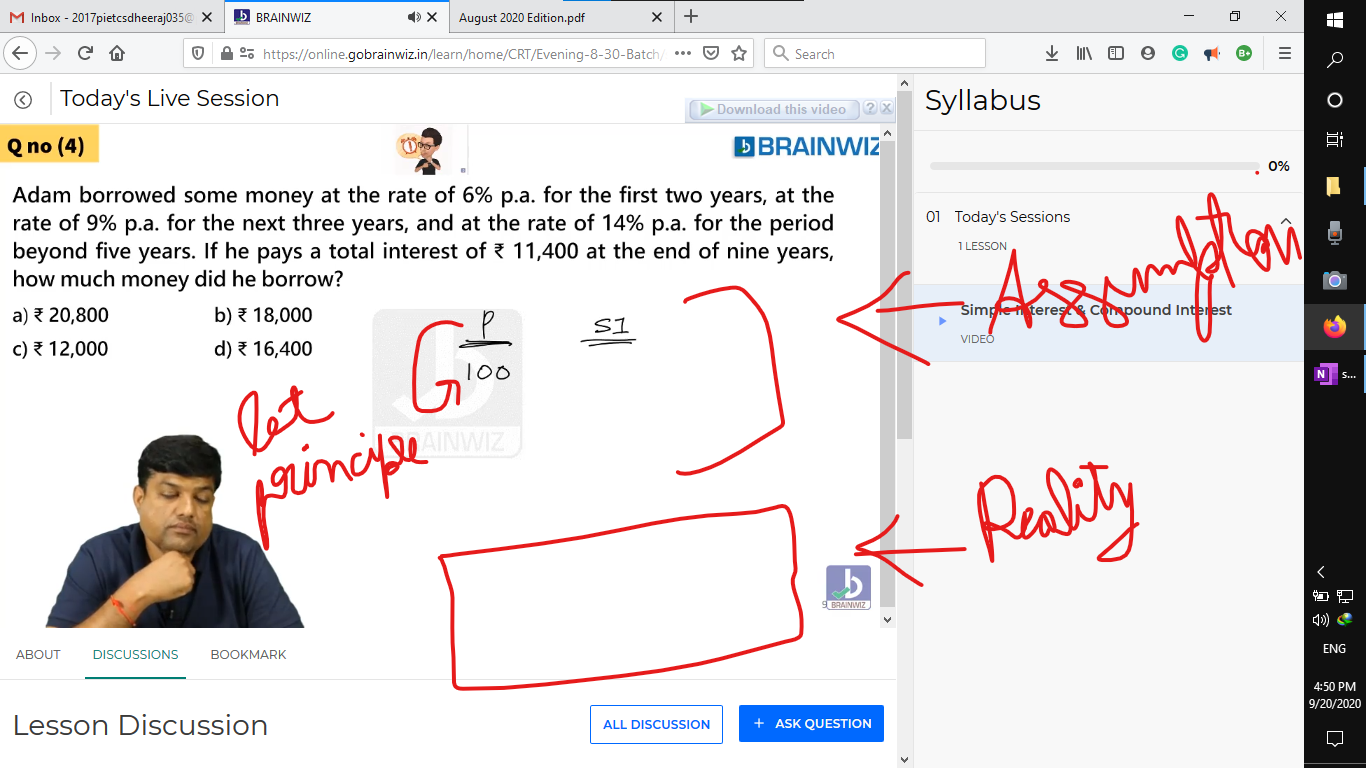 Inbox - 2017pietcsdheeraj035@
BRAINWIZ
August 2020 Edition.pdf
https://online.gobrainwiz.in/learn/home/CRT/Evening-8-30-Batch/
Search
Today's Live Session
Download this video
Syllabus
Q no (4)
BRAINWIZ
0%
Adam borrowed some money at the rate of 6% p.a. for the first two years, at the
rate of 9% p.a. for the next three years, and at the rate of 14% p.a. for the period
beyond five years. If he pays a total interest of ₹ 11,400 at the end of nine years,
how much money did he borrow?
a) ₹ 20,800
b) ₹ 18,000
c) ₹ 12,000
d) ₹ 16,400
01 Today's Sessions
1 LESSON
Assumption
Simple Interest & Compound Interest
VIDEO
P
SI
100
BRAINWIZ
let
principle
Reality
9
BRAINWIZ
ABOUT
DISCUSSIONS
BOOKMARK
Lesson Discussion
ALL DISCUSSION
+ ASK QUESTION
N s...
ENG
4:50 PM
9/20/2020